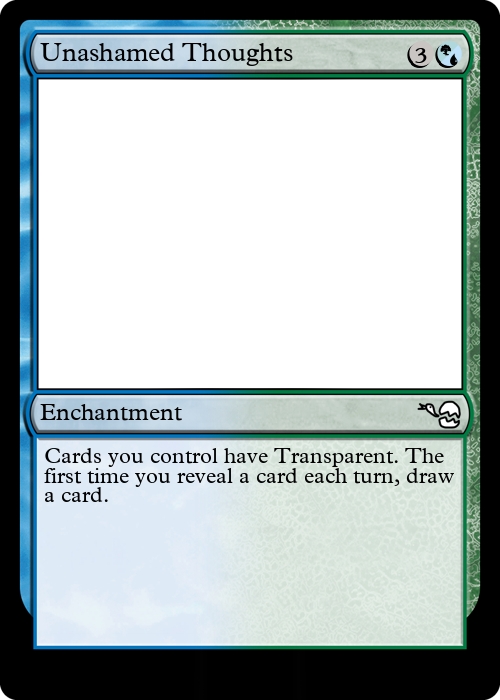 Unashamed Thoughts 3
Enchantment
Cards you control have Transparent. The
first time you reveal a card each turn, draw
a card.